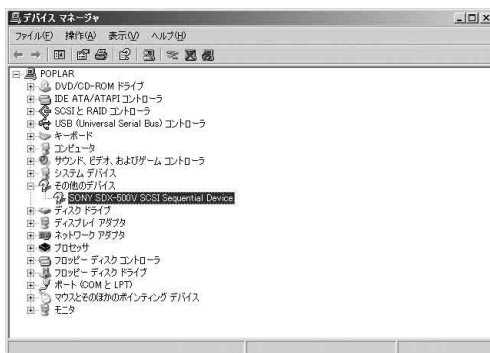 デバイス マネージャ
ファイル(F) 操作(A) 表示(V) ヘルプ(H)
POPLAR
DVD/CD-ROM ドライブ
IDE ATA/ATAPI コントローラ
SCSI と RAID コントローラ
USB (Universal Serial Bus) コントローラ
キーボード
コンピュータ
サウンド、ビデオ、およびゲーム コントローラ
システム デバイス
その他のデバイス
SONY SDX-500V SCSI Sequential Device
ディスク ドライブ
ディスプレイ アダプタ
ネットワーク アダプタ
プロセッサ
フロッピー ディスク コントローラ
フロッピー ディスク ドライブ
ポート (COM と LPT)
マウスとそのほかのポインティング デバイス
モニタ